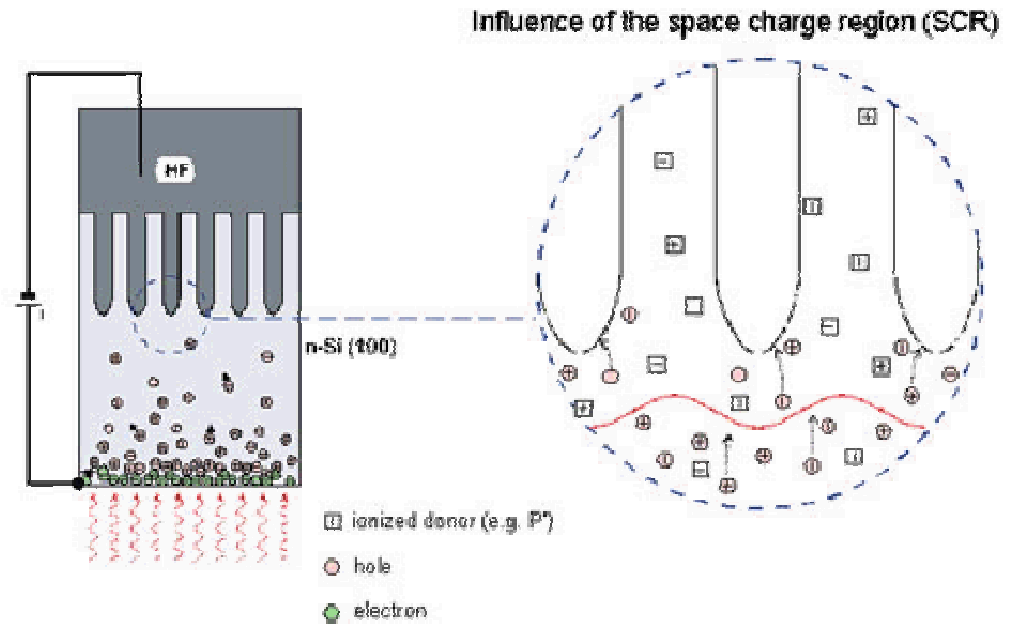 Influence of the space charge region (SCR)
HF
n-Si (100)
ionized donor (e.g. P⁺)
hole
electron